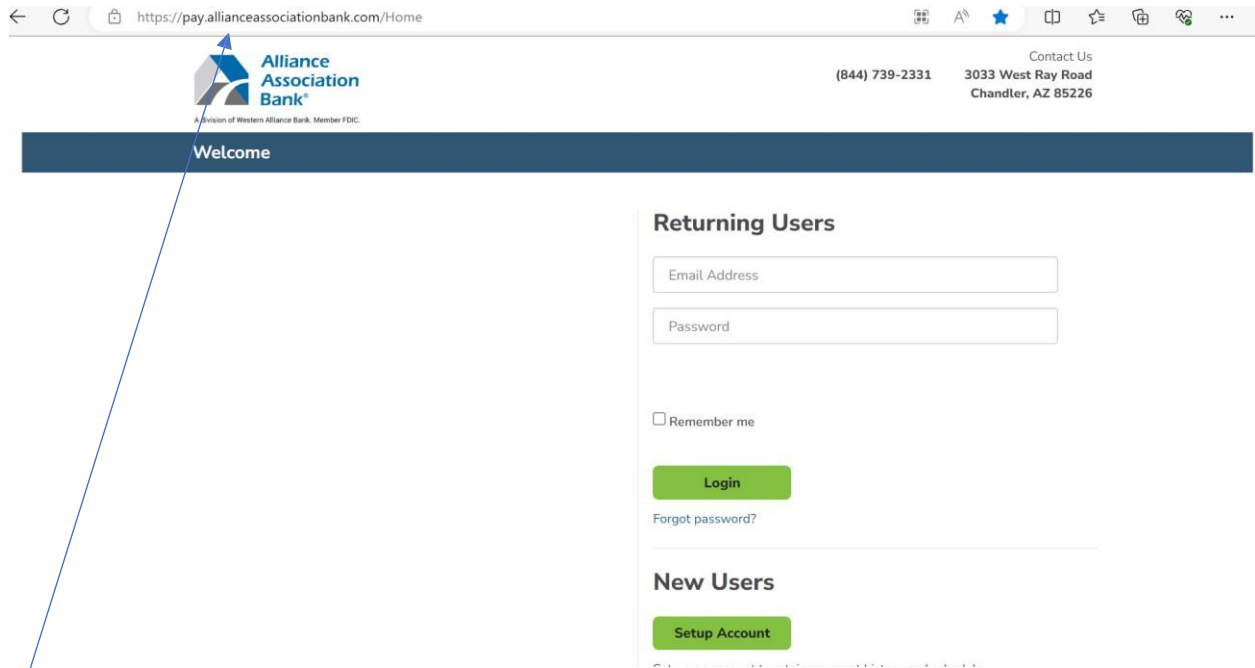 https://pay.allianceassociationbank.com/Home
Alliance
Association
Bank®
A division of Western Alliance Bank. Member FDIC.
(844) 739-2331
Contact Us
3033 West Ray Road
Chandler, AZ 85226
Welcome
Returning Users
Email Address
Password
Remember me
Login
Forgot password?
New Users
Setup Account